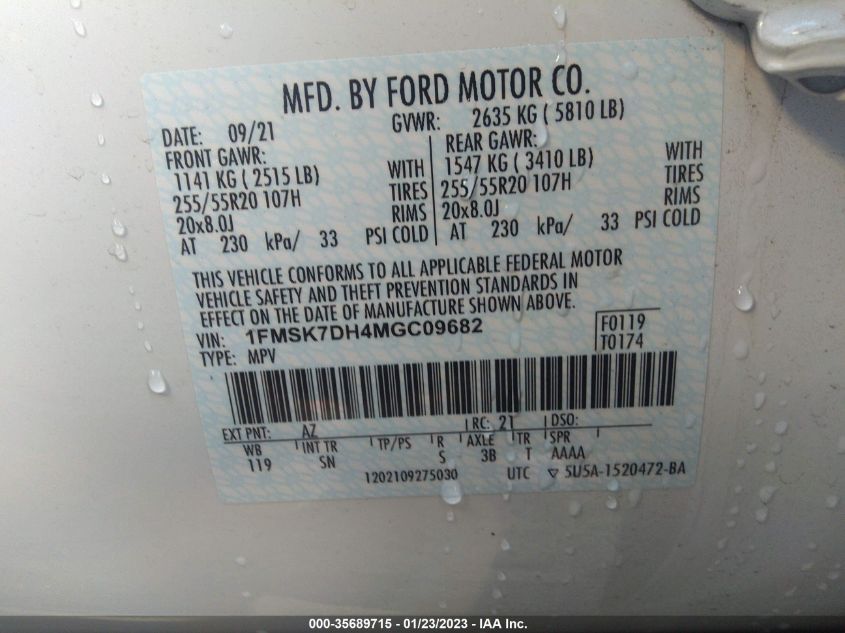 MFD. BY FORD MOTOR CO.
DATE: 09/21 GVWR: 2635 KG ( 5810 LB)
FRONT GAWR: REAR GAWR:
1141 KG ( 2515 LB) WITH 1547 KG ( 3410 LB) WITH
255/55R20 107H TIRES 255/55R20 107H TIRES
20x8.0J RIMS 20x8.0J RIMS
AT 230 kPa/ 33 PSI COLD AT 230 kPa/ 33 PSI COLD
THIS VEHICLE CONFORMS TO ALL APPLICABLE FEDERAL MOTOR
VEHICLE SAFETY AND THEFT PREVENTION STANDARDS IN
EFFECT ON THE DATE OF MANUFACTURE SHOWN ABOVE.
VIN: 1FMSK7DH4MGC09682 F0119
TYPE: MPV T0174
EXT PNT: AZ RC: 21 DSO:
WB INT TR TP/PS R AXLE TR SPR
119 SN S 3B T AAAA
1202109275030 UTC ▽ 5U5A-1520472-BA
000-35689715 - 01/23/2023 - IAA Inc.